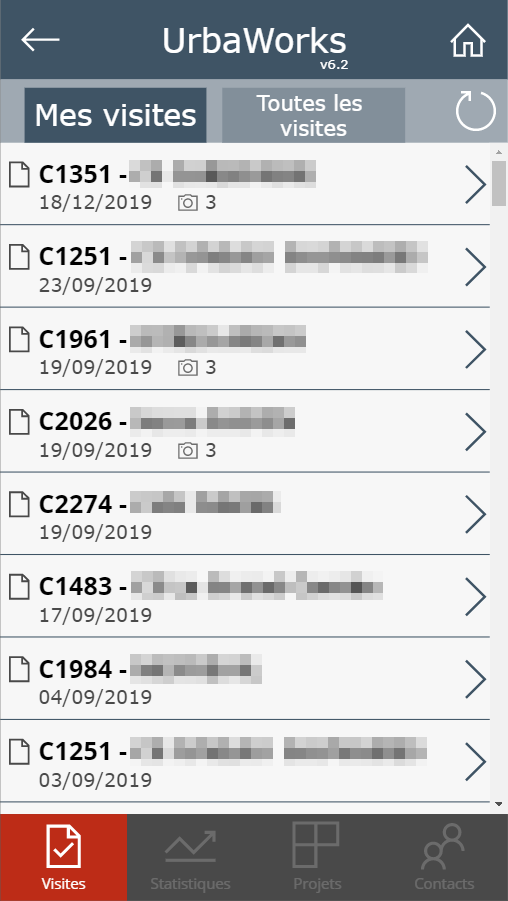 UrbaWorks
v6.2
Mes visites
Toutes les
visites
C1351 -
18/12/2019 3
C1251 -
23/09/2019
C1961 -
19/09/2019 3
C2026 -
19/09/2019 3
C2274 -
19/09/2019
C1483 -
17/09/2019
C1984 -
04/09/2019
C1251 -
03/09/2019
Visites Statistiques Projets Contacts